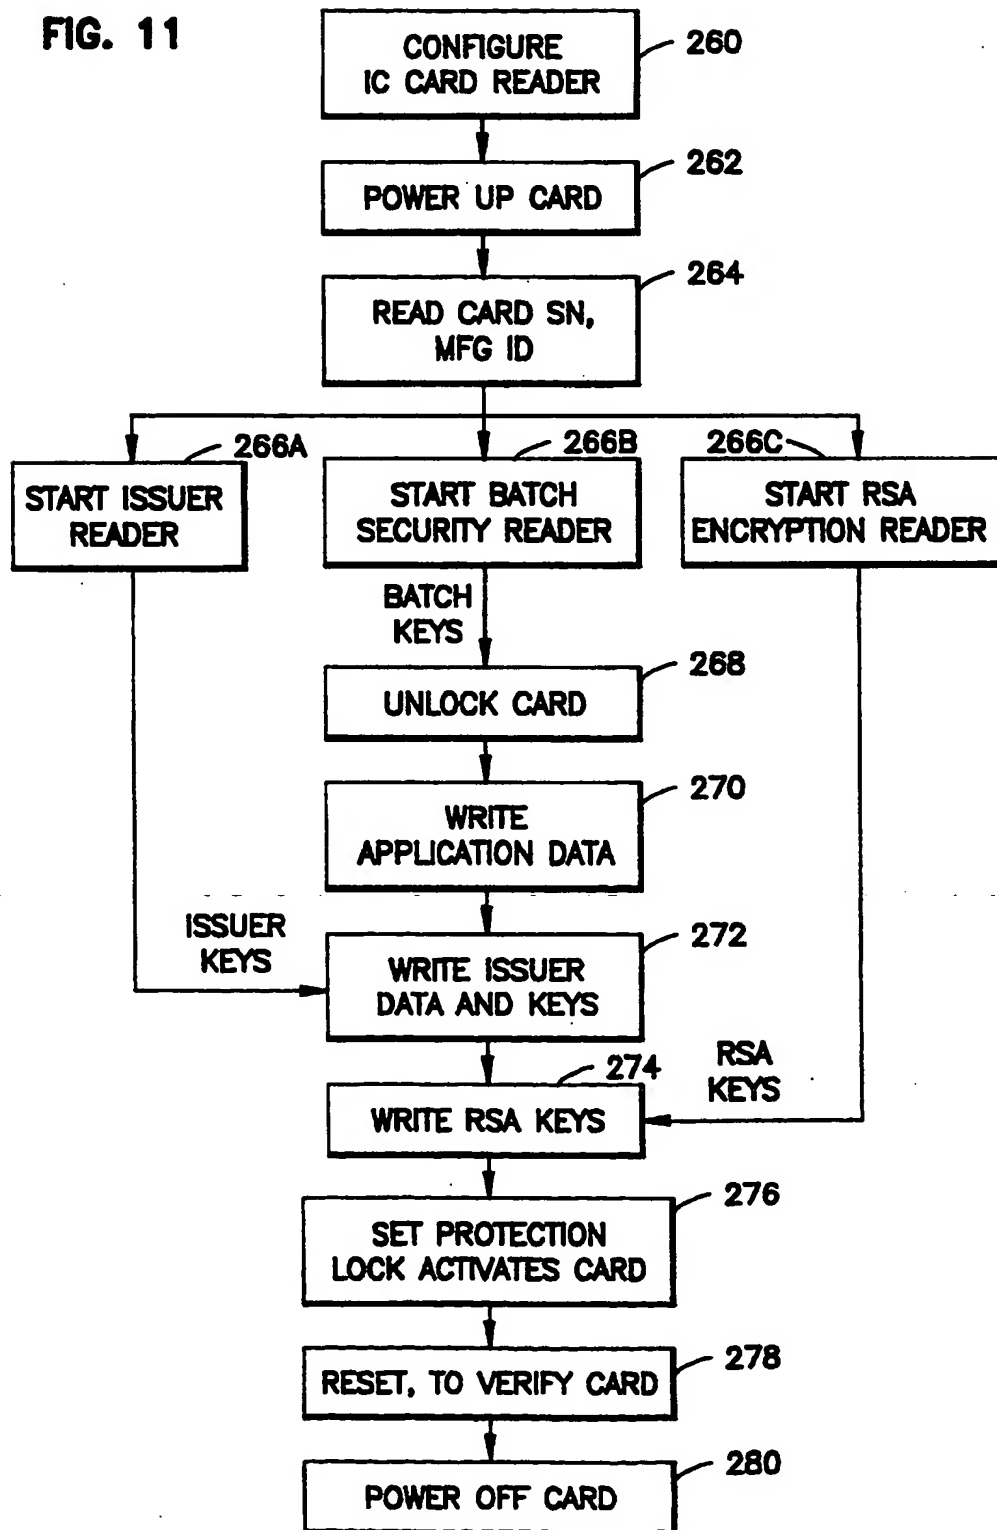 FIG. 11
CONFIGURE
IC CARD READER
260
POWER UP CARD
262
READ CARD SN,
MFG ID
264
266A
START ISSUER
READER
266B
START BATCH
SECURITY READER
266C
START RSA
ENCRYPTION READER
BATCH
KEYS
UNLOCK CARD
268
WRITE
APPLICATION DATA
270
ISSUER
KEYS
WRITE ISSUER
DATA AND KEYS
272
RSA
KEYS
WRITE RSA KEYS
274
SET PROTECTION
LOCK ACTIVATES CARD
276
RESET, TO VERIFY CARD
278
POWER OFF CARD
280